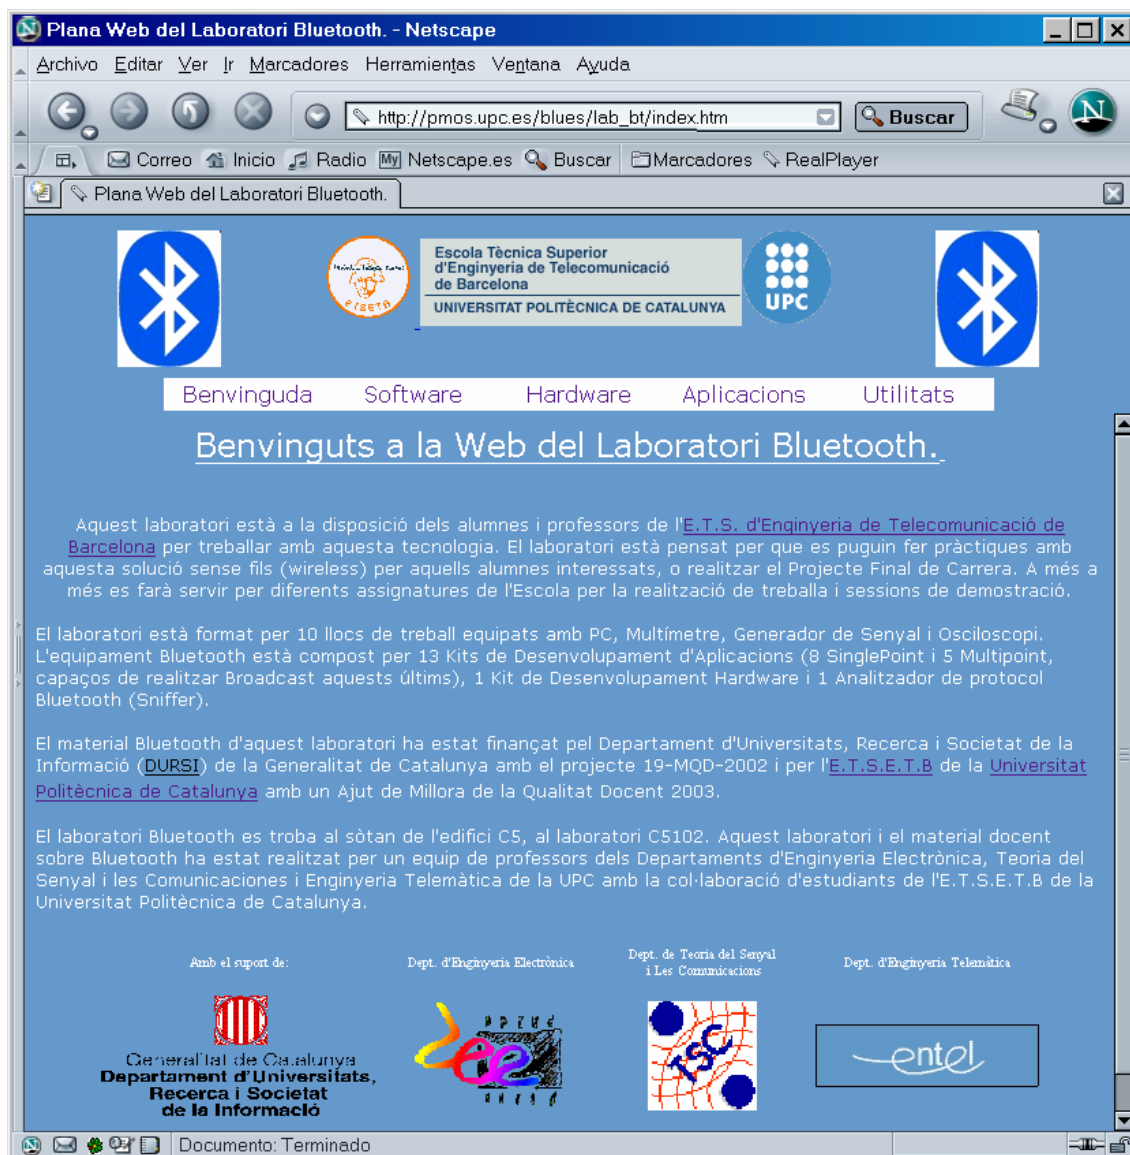 Plana Web del Laboratori Bluetooth. - Netscape
Archivo Editar Ver Ir Marcadores Herramientas Ventana Ayuda
http://pmos.upc.es/blues/lab_bt/index.htm
Buscar
N
Correo Inicio Radio My Netscape.es Buscar Marcadores RealPlayer
Plana Web del Laboratori Bluetooth.
Escola Tècnica Superior
d'Enginyeria de Telecomunicació
de Barcelona
UNIVERSITAT POLITÈCNICA DE CATALUNYA
UPC
Benvinguda Software Hardware Aplicacions Utilitats
Benvinguts a la Web del Laboratori Bluetooth.
Aquest laboratori està a la disposició dels alumnes i professors de l'E.T.S. d'Enginyeria de Telecomunicació de
Barcelona per treballar amb aquesta tecnologia. El laboratori està pensat per que es puguin fer pràctiques amb
aquesta solució sense fils (wireless) per aquells alumnes interessats, o realitzar el Projecte Final de Carrera. A més a
més es farà servir per diferents assignatures de l'Escola per la realització de treballa i sessions de demostració.
El laboratori està format per 10 llocs de treball equipats amb PC, Multímetre, Generador de Senyal i Osciloscopi.
L'equipament Bluetooth està compost per 13 Kits de Desenvolupament d'Aplicacions (8 SinglePoint i 5 Multipoint,
capaços de realitzar Broadcast aquests últims), 1 Kit de Desenvolupament Hardware i 1 Analitzador de protocol
Bluetooth (Sniffer).
El material Bluetooth d'aquest laboratori ha estat finançat pel Departament d'Universitats, Recerca i Societat de la
Informació (DURSI) de la Generalitat de Catalunya amb el projecte 19-MQD-2002 i per l'E.T.S.E.T.B de la Universitat
Politècnica de Catalunya amb un Ajut de Millora de la Qualitat Docent 2003.
El laboratori Bluetooth es troba al sòtan de l'edifici C5, al laboratori C5102. Aquest laboratori i el material docent
sobre Bluetooth ha estat realitzat per un equip de professors dels Departaments d'Enginyeria Electrònica, Teoria del
Senyal i les Comunicaciones i Enginyeria Telemàtica de la UPC amb la col·laboració d'estudiants de l'E.T.S.E.T.B de la
Universitat Politècnica de Catalunya.
Amb el suport de:
Dept. d'Enginyeria Electrònica
Dept. de Teoria del Senyal
i Les Comunicacions
Dept. d'Enginyeria Telemàtica
Generalitat de Catalunya
Departament d'Universitats,
Recerca i Societat
de la Informació
eee
TSC
entel
Documento: Terminado